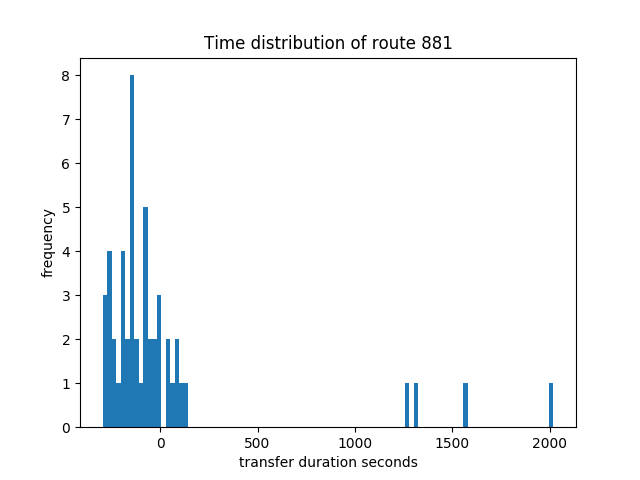 Time distribution of route 881
8
7
6
5
4
3
2
1
0
frequency
0 500 1000 1500 2000
transfer duration seconds